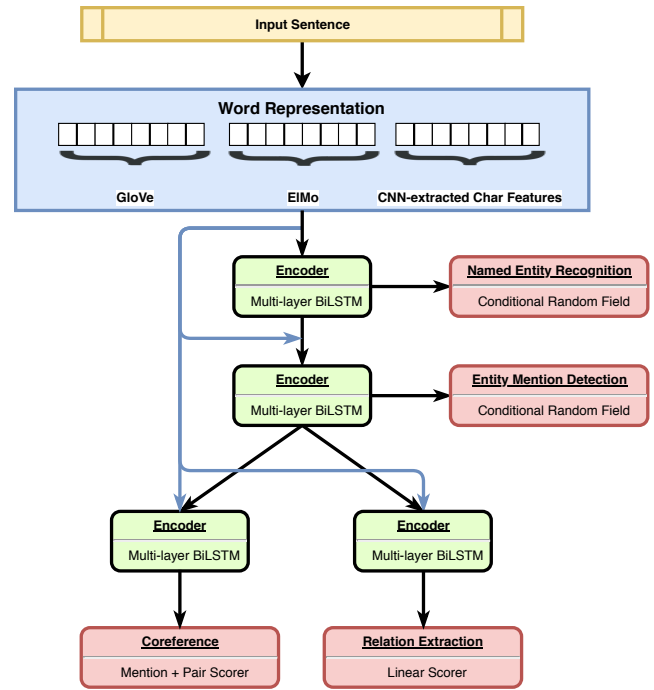 Input Sentence
Word Representation
GloVe
ElMo
CNN-extracted Char Features
Encoder
Multi-layer BiLSTM
Named Entity Recognition
Conditional Random Field
Encoder
Multi-layer BiLSTM
Entity Mention Detection
Conditional Random Field
Encoder
Multi-layer BiLSTM
Encoder
Multi-layer BiLSTM
Coreference
Mention + Pair Scorer
Relation Extraction
Linear Scorer